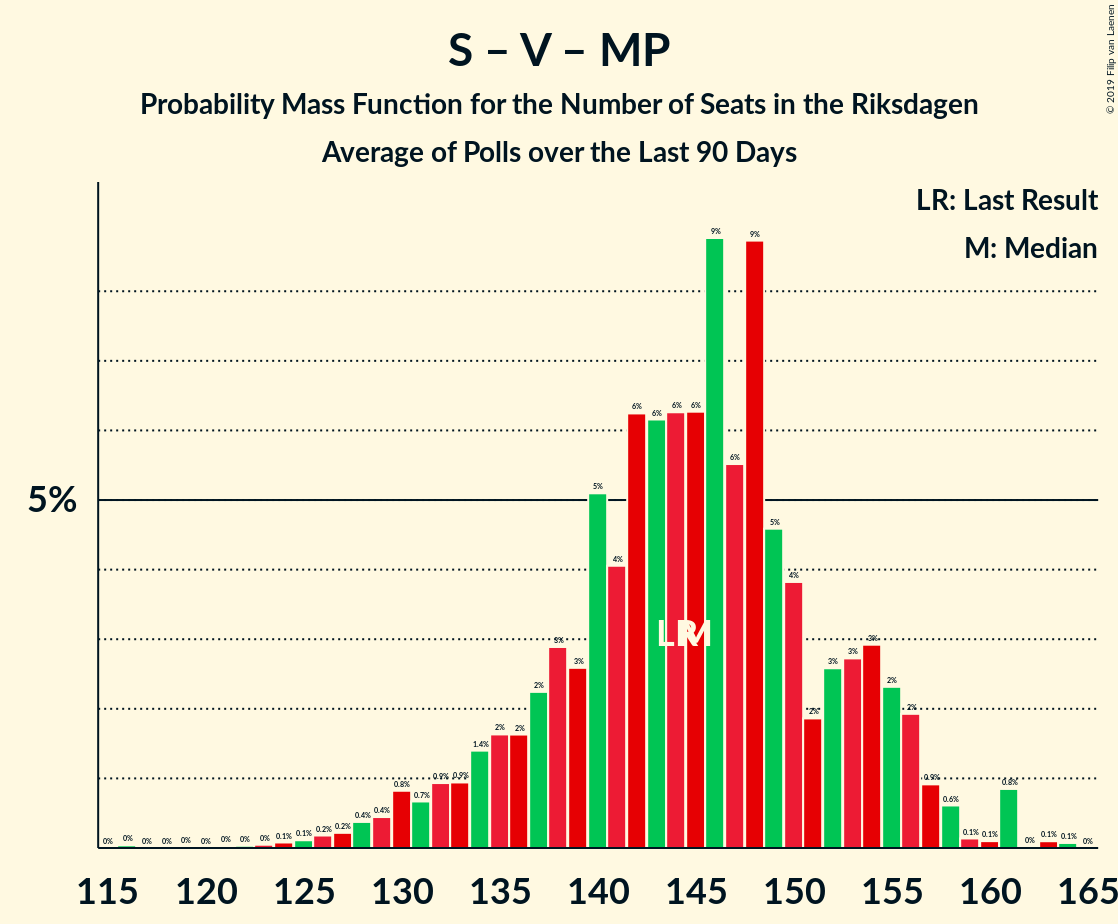 S – V – MP
Probability Mass Function for the Number of Seats in the Riksdagen
Average of Polls over the Last 90 Days
© 2019 Filip van Laenen
LR: Last Result
M: Median
5%
0% 0% 0% 0% 0% 0% 0% 0% 0% 0.1% 0.1% 0.2% 0.2% 0.4% 0.4% 0.8% 0.7% 0.9% 0.9% 1.4% 2% 2% 2% 3% 3% 5% 4% 6% 6% 6% 6% 9% 6% 9% 5% 4% 2% 3% 3% 3% 2% 2% 0.9% 0.6% 0.1% 0.1% 0.8% 0% 0.1% 0.1% 0%
LR M
115 120 125 130 135 140 145 150 155 160 165